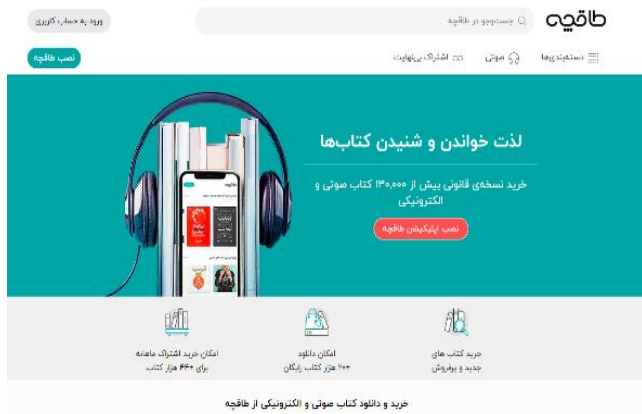 طاقچه
جستوجو در طاقچه
ورود به حساب کاربری
دسته‌بندی‌ها
صوتی
اشتراک بی‌نهایت
نصب طاقچه
لذت خواندن و شنیدن کتاب‌ها
خرید نسخه‌ی قانونی بیش از ۱۳۰,۰۰۰ کتاب صوتی و
الکترونیکی
نصب اپلیکیشن طاقچه
خرید کتاب های
جدید و پرفروش
امکان دانلود
+۲۰ هزار کتاب رایگان
امکان خرید اشتراک ماهانه
برای +۴۴ هزار کتاب
خرید و دانلود کتاب صوتی و الکترونیکی از طاقچه